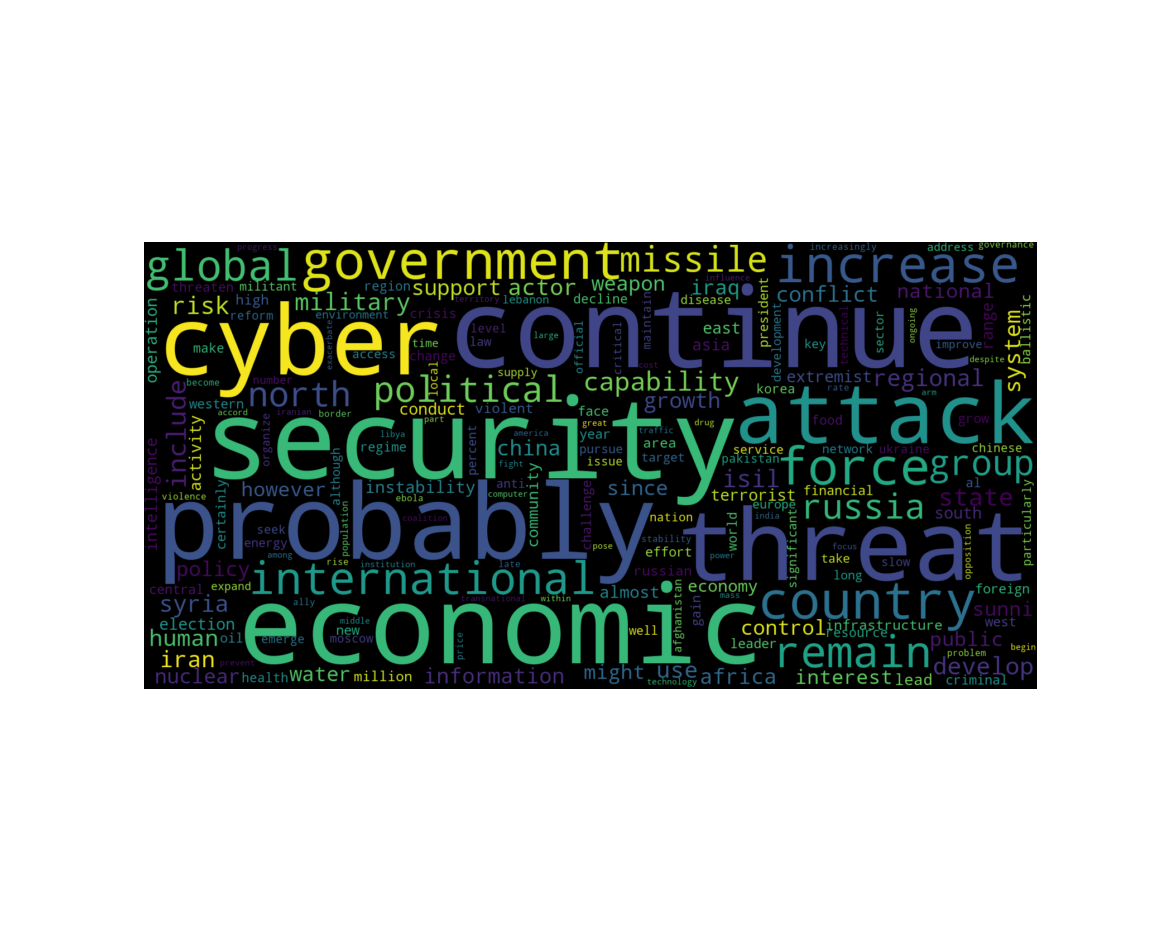 global
progress
government
missile
increasingly
increase
address
governance
threaten
militant
region
support
actor
weapon
influence
iraq
conflict
national
risk
high
military
crisis
territory
lebanon
decline
disease
president
range
operation
reform
environment
cyber
continue
level
law
large
official
critical
maintain
east
asia
development
key
technical
sector
ongoing
improve
system
ballistic
make
exacerbate
access
time
change
cost
despite
become
number
local
supply
north
political
capability
korea
extremist
regional
rate
arm
western
include
accord
iranian
border
conduct
part
violent
face
growth
great
drug
attack
activity
organize
security
libya
regime
percent
america
china
fight
year
pursue
issue
area
target
traffic
service
pakistan
food
network
ukraine
grow
chinese
force
group
intelligence
violence
certainly
however
although
instability
ebola
anti
computer
community
challenge
since
isil
terrorist
financial
europe
al
state
south
particularly
probably
seek
energy
among
population
coalition
nation
world
india
significant
russia
threat
stability
effort
power
pose
focus
take
slow
opposition
long
rise
institution
late
policy
central
expand
international
transnational
within
almost
russian
economy
mass
gain
afghanistan
country
foreign
sunni
west
syria
ally
election
human
oil
emerge
middle
new
moscow
price
economic
well
leader
control
infrastructure
resource
public
problem
begin
iran
prevent
remain
develop
nuclear
health
water
million
information
technology
might
use
africa
interest
lead
criminal